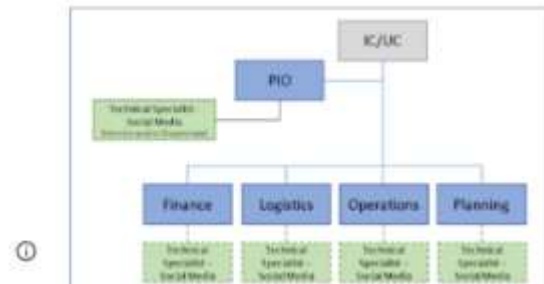 IC/UC
PIO
Technical Specialist -
Social Media
Finance
Logistics
Operations
Planning
Technical
Specialist -
Social Media
Technical
Specialist -
Social Media
Technical
Specialist -
Social Media
Technical
Specialist -
Social Media